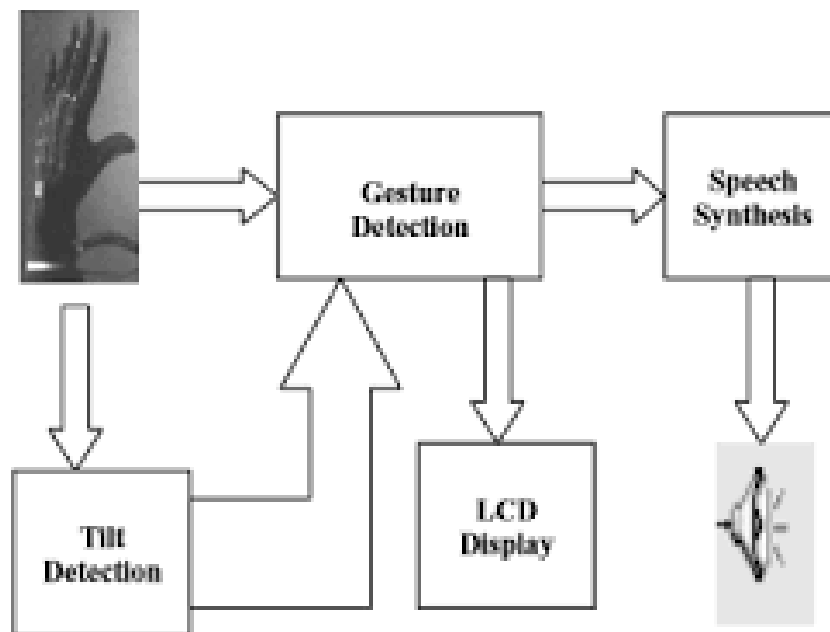 Gesture
Detection
Speech
Synthesis
Tilt
Detection
LCD
Display